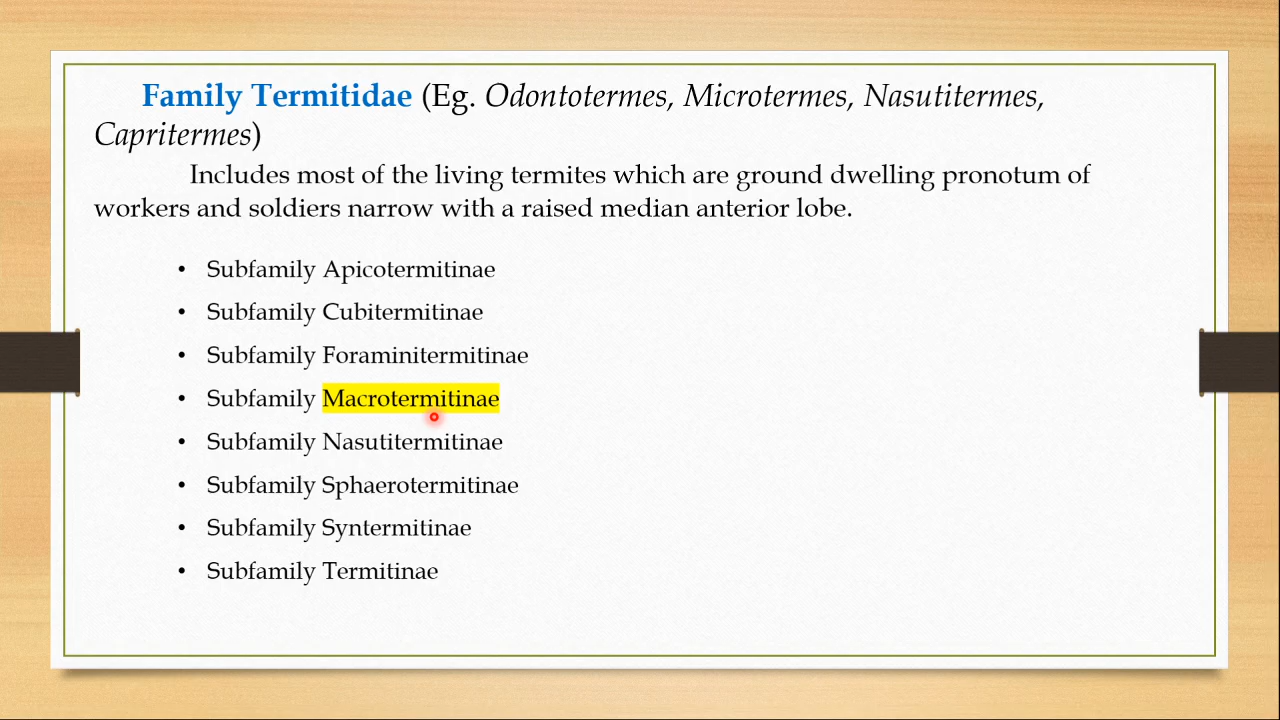 Family Termitidae (Eg. Odontotermes, Microtermes, Nasutitermes,
Capritermes)
Includes most of the living termites which are ground dwelling pronotum of
workers and soldiers narrow with a raised median anterior lobe.
• Subfamily Apicotermitinae
• Subfamily Cubitermitinae
• Subfamily Foraminitermitinae
• Subfamily Macrotermitinae
• Subfamily Nasutitermitinae
• Subfamily Sphaerotermitinae
• Subfamily Syntermitinae
• Subfamily Termitinae